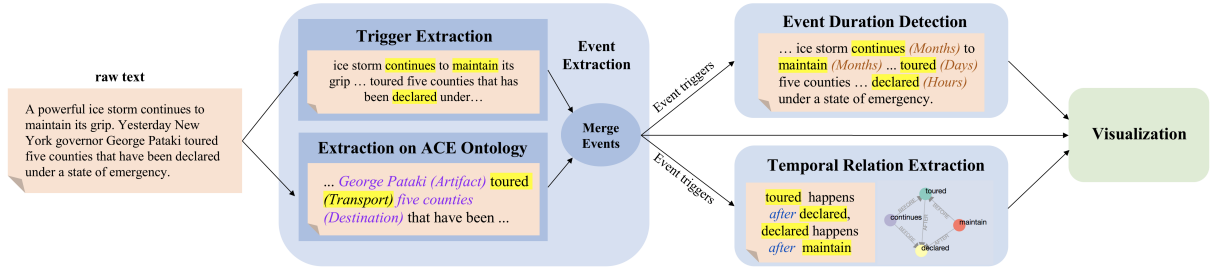 raw text
A powerful ice storm continues to
maintain its grip. Yesterday New
York governor George Pataki toured
five counties that have been declared
under a state of emergency.
Trigger Extraction
ice storm continues to maintain its
grip … toured five counties that has
been declared under…
Extraction on ACE Ontology
... George Pataki (Artifact) toured
(Transport) five counties
(Destination) that have been ...
Event
Extraction
Merge
Events
Event triggers
Event triggers
Event Duration Detection
… ice storm continues (Months) to
maintain (Months) ... toured (Days)
five counties … declared (Hours)
under a state of emergency.
Temporal Relation Extraction
toured happens
after declared,
declared happens
after maintain
toured
continues
maintain
declared
BEFORE
BEFORE
AFTER
BEFORE
AFTER
Visualization